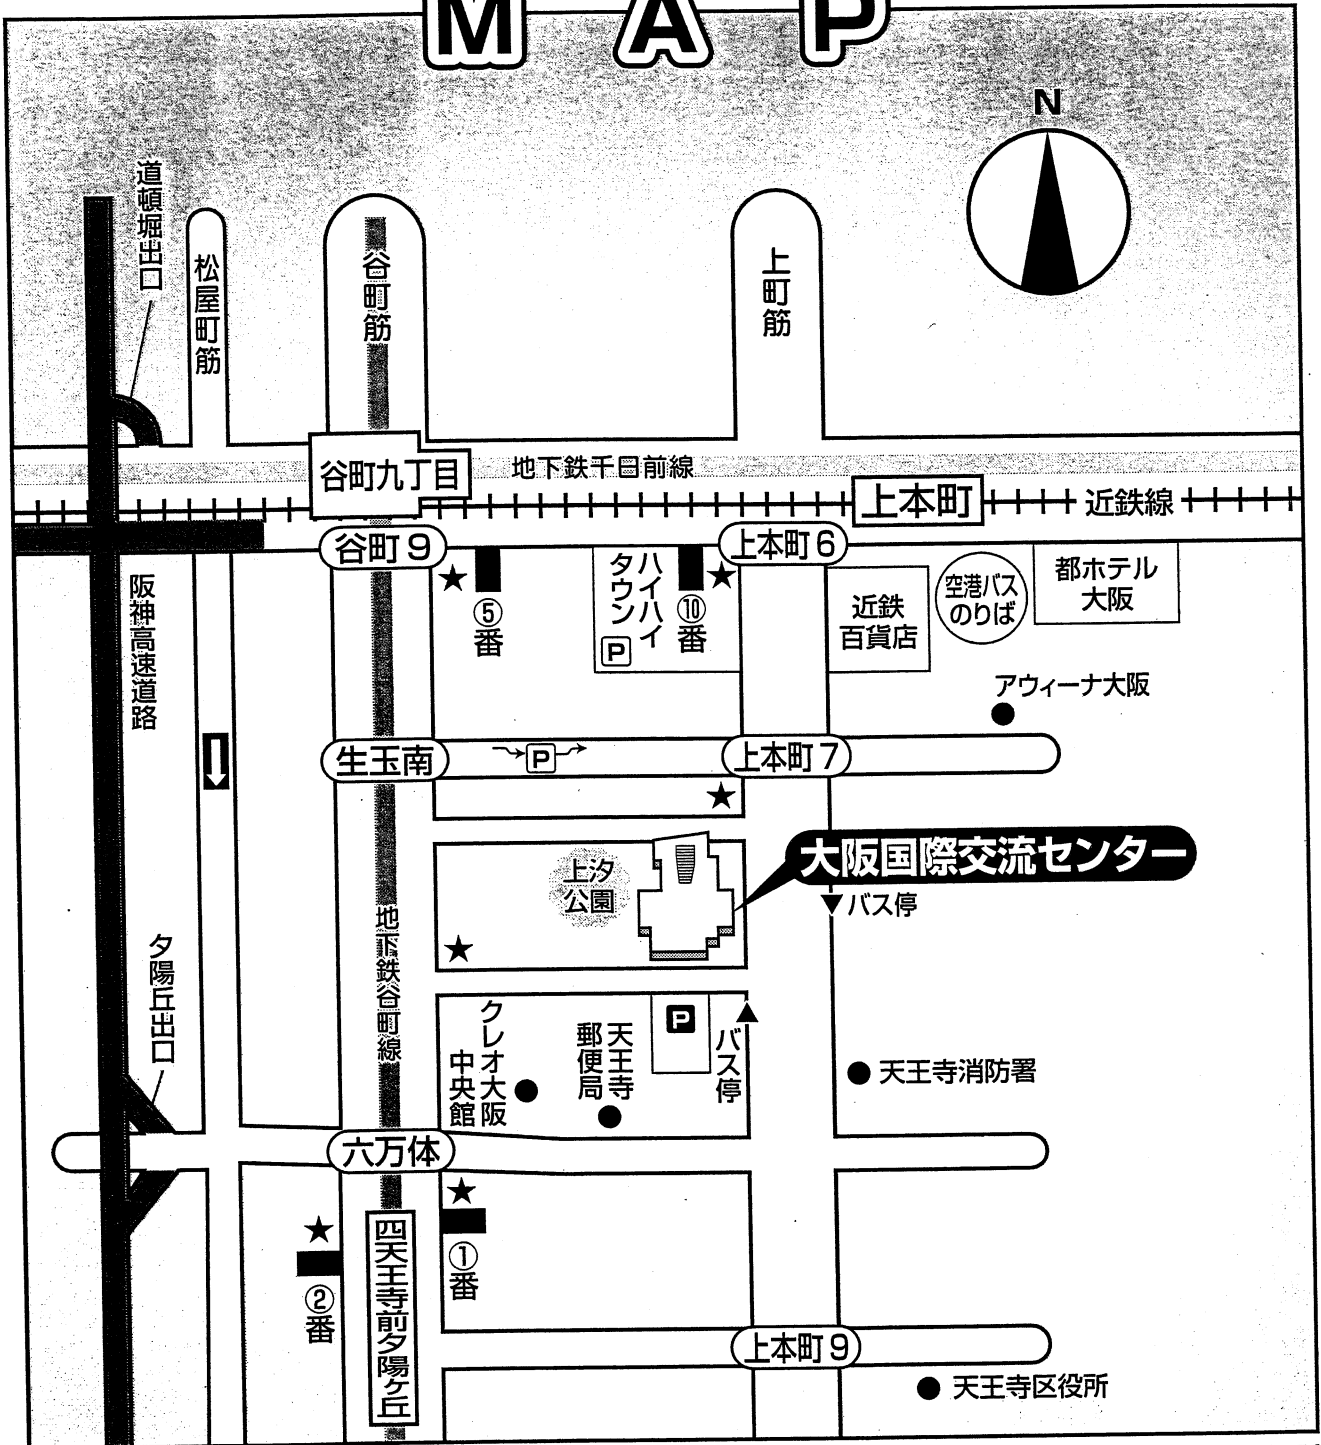 MAP
N
道頓堀出口
松屋町筋
谷町筋
上町筋
谷町九丁目
地下鉄千日前線
上本町
近鉄線
谷町9
上本町6
⑤番
ハイハイ
タウン
P
⑩番
近鉄
百貨店
空港バス
のりば
都ホテル
大阪
阪神高速道路
アウィーナ大阪
生玉南
P
上本町7
大阪国際交流センター
上汐
公園
バス停
地下鉄谷町線
夕陽丘出口
クレオ大阪
中央館
天王寺
郵便局
P
バス停
天王寺消防署
六万体
①番
②番
四天王寺前夕陽ヶ丘
上本町9
天王寺区役所